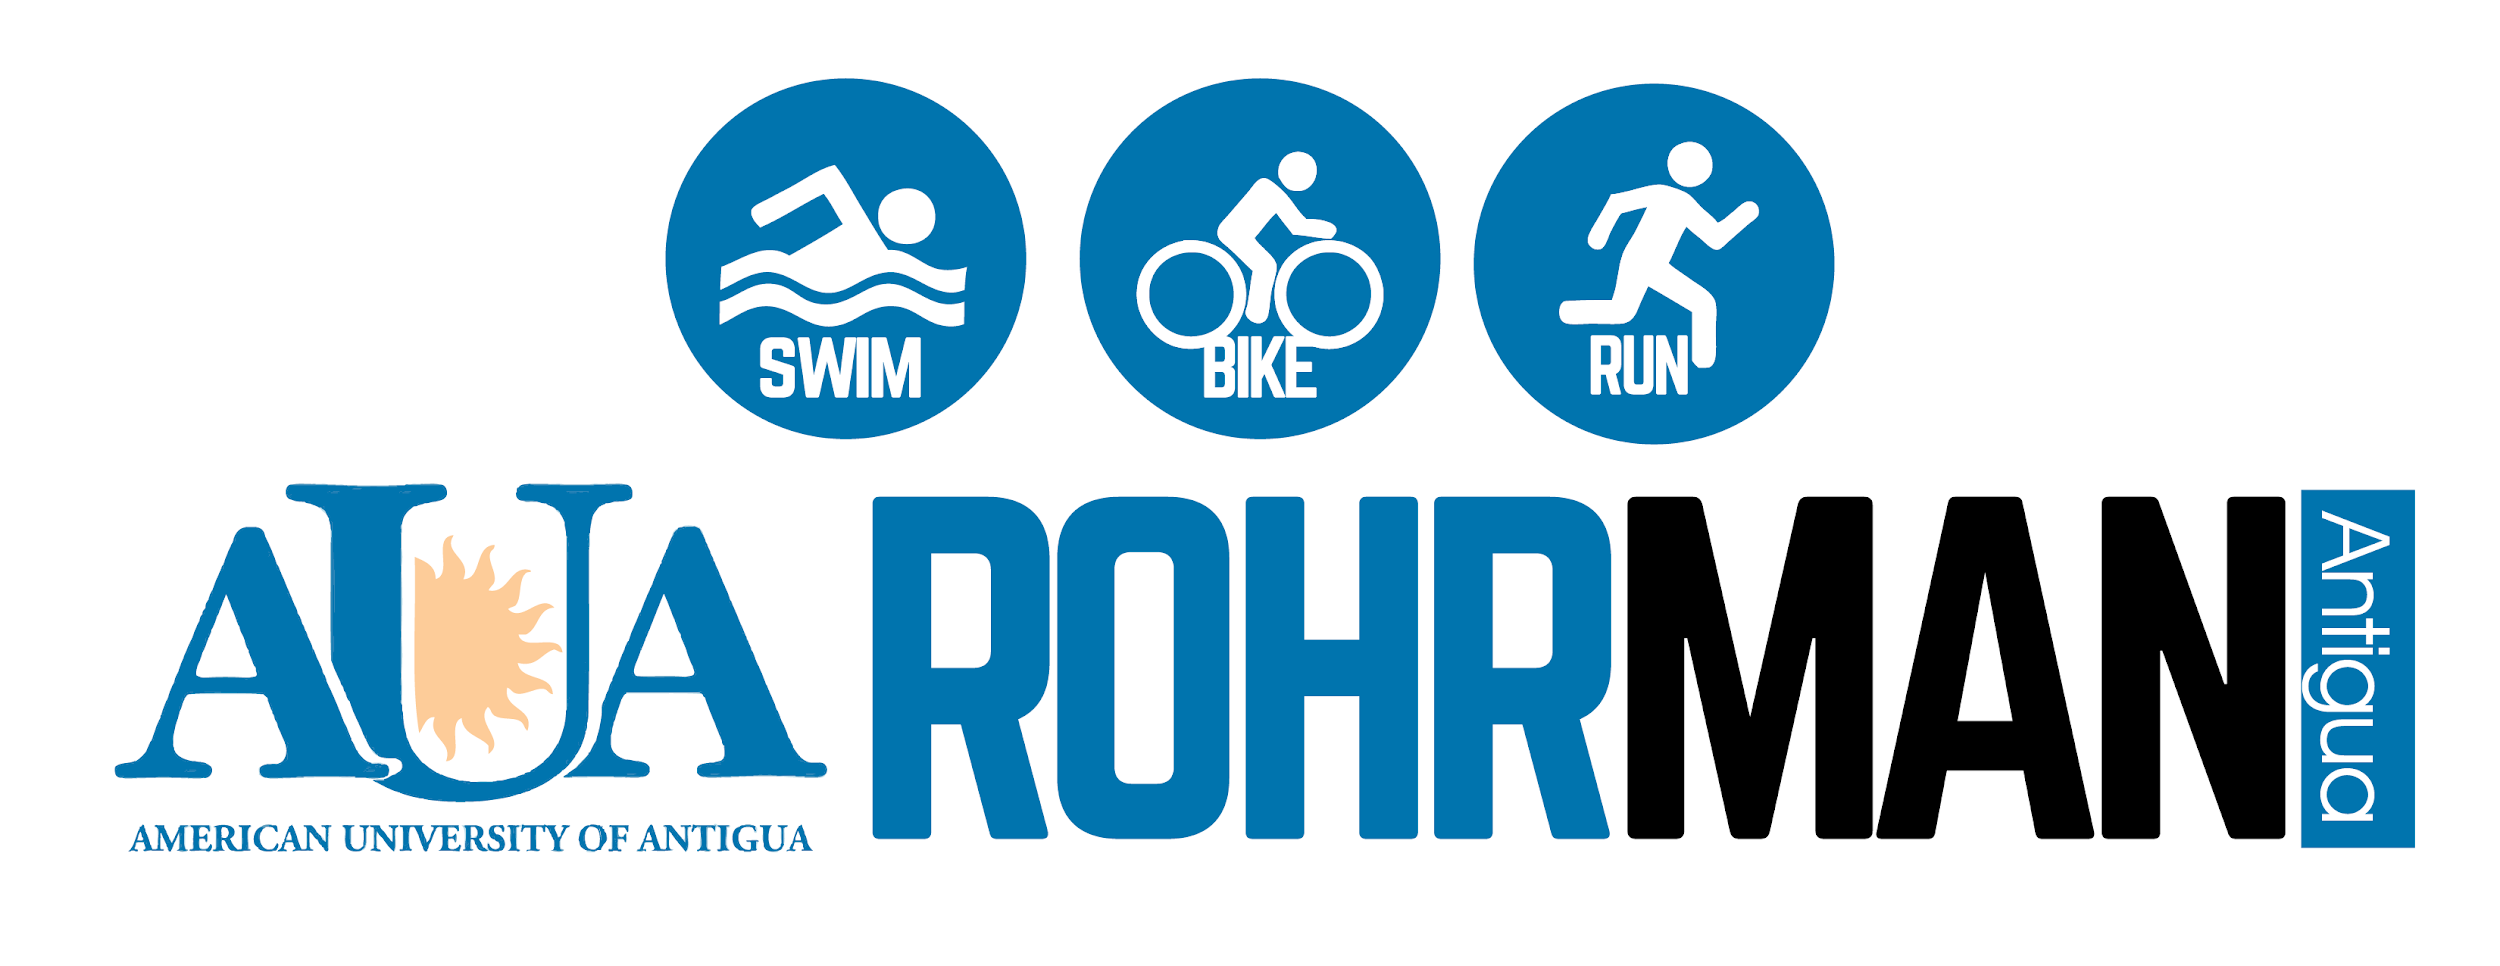 SWIM
BIKE
RUN
AUA
AMERICAN UNIVERSITY OF ANTIGUA
ROHRMAN
Antigua